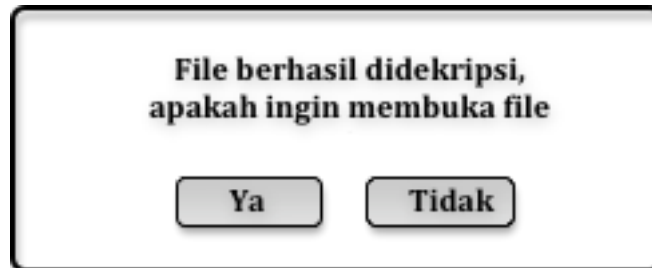 File berhasil didekripsi,
apakah ingin membuka file
Ya
Tidak